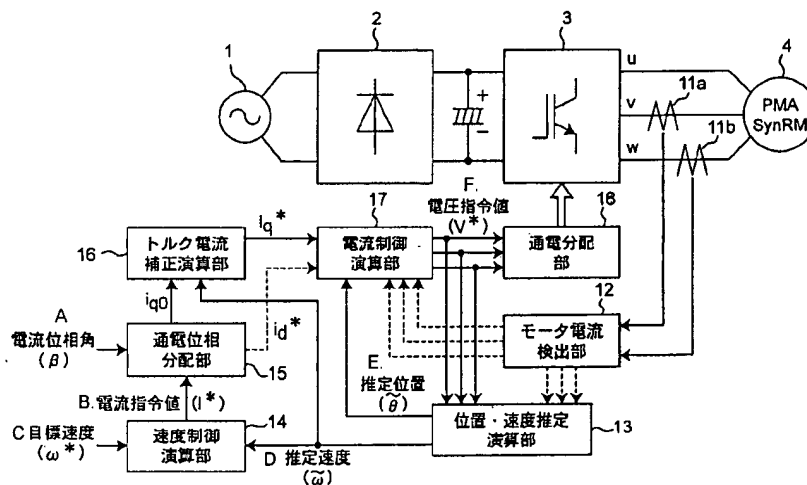 1
2
3
4
u
v
w
11a
11b
PMA
SynRM
+
−
F.
電圧指令値
(V*)
16
トルク電流
補正演算部
iq*
17
電流制御
演算部
18
通電分配
部
iq0
id*
12
モータ電流
検出部
A
電流位相角
(β)
通電位相
分配部
15
E.
推定位置
(θ̃)
B.電流指令値 (I*)
14
C 目標速度
(ω*)
速度制御
演算部
D 推定速度
(ω̃)
位置・速度推定
演算部
13